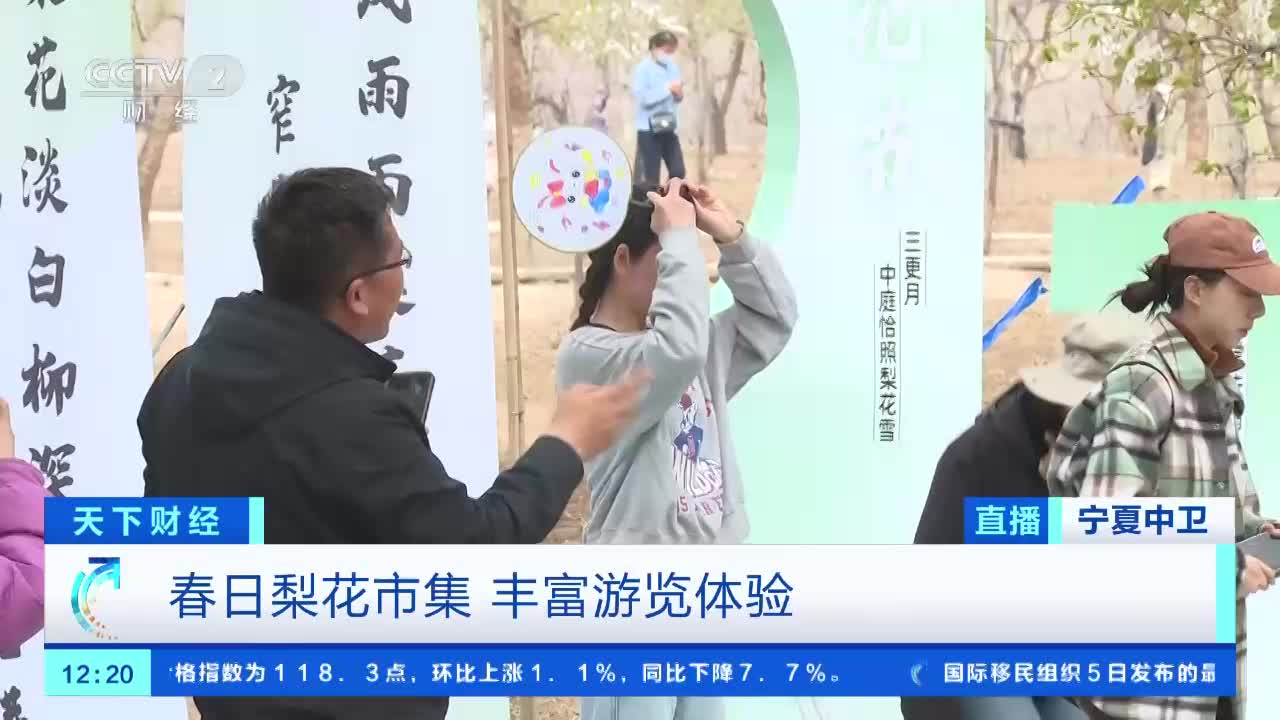 CCTV 2
财经
花淡白柳深
风雨
窄
花节
三更月
中庭恰照梨花雪
天下财经
直播 宁夏中卫
春日梨花市集 丰富游览体验
12:20 格指数为118.3点，环比上涨1.1%，同比下降7.7%。 国际移民组织5日发布的最